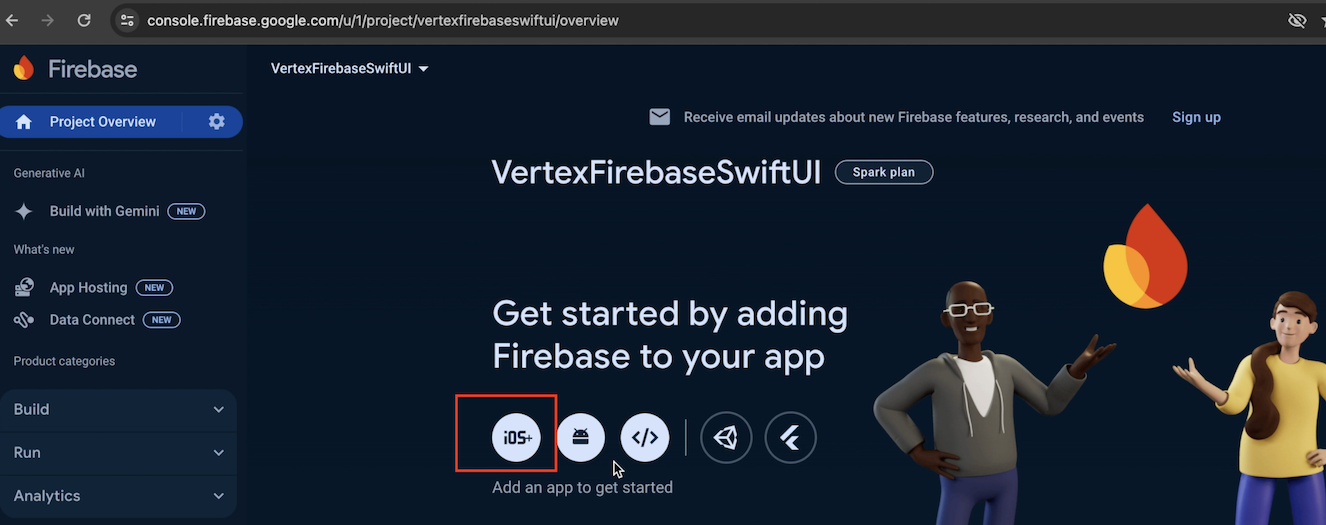 console.firebase.google.com/u/1/project/vertexfirebaseswiftui/overview
Firebase
VertexFirebaseSwiftUI
Project Overview
Receive email updates about new Firebase features, research, and events Sign up
VertexFirebaseSwiftUI Spark plan
Generative AI
Build with Gemini NEW
What's new
App Hosting NEW
Data Connect NEW
Product categories
Build
Run
Analytics
Get started by adding
Firebase to your app
iOS+
</>
Add an app to get started